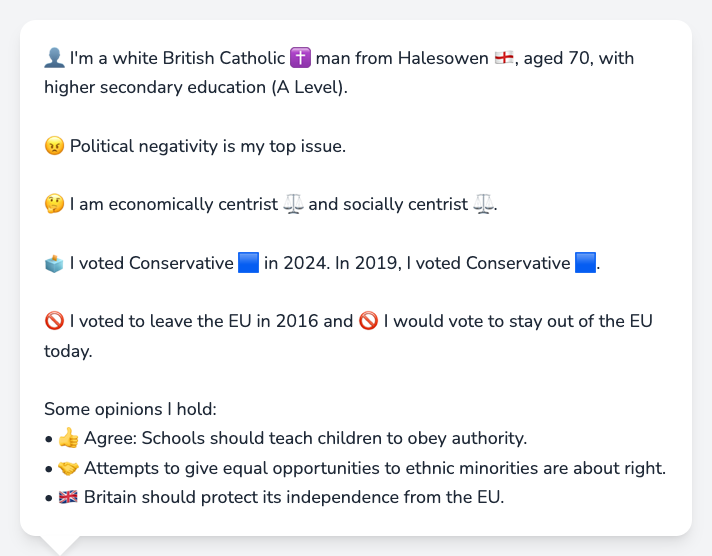 👤 I'm a white British Catholic ✝️ man from Halesowen 🏴󠁧󠁢󠁥󠁮󠁧󠁿, aged 70, with
higher secondary education (A Level).
😠 Political negativity is my top issue.
🤔 I am economically centrist ⚖️ and socially centrist ⚖️.
🗳️ I voted Conservative 🟦 in 2024. In 2019, I voted Conservative 🟦.
🚫 I voted to leave the EU in 2016 and 🚫 I would vote to stay out of the EU
today.
Some opinions I hold:
• 👍 Agree: Schools should teach children to obey authority.
• 🤝 Attempts to give equal opportunities to ethnic minorities are about right.
• 🇬🇧 Britain should protect its independence from the EU.